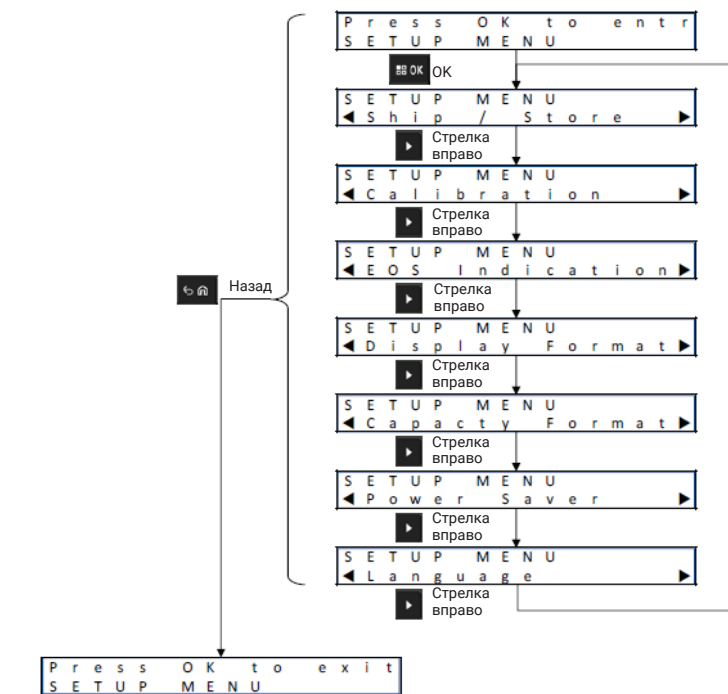 Press OK to entr
SETUP MENU
OK OK
SETUP MENU
◀Ship / Store ▶
Стрелка
вправо
SETUP MENU
◀Calibration ▶
Стрелка
вправо
SETUP MENU
◀EOS Indication▶
Назад
Стрелка
вправо
SETUP MENU
◀Display Format▶
Стрелка
вправо
SETUP MENU
◀Capacty Format▶
Стрелка
вправо
SETUP MENU
◀Power Saver ▶
Стрелка
вправо
SETUP MENU
◀Language ▶
Стрелка
вправо
Press OK to exit
SETUP MENU